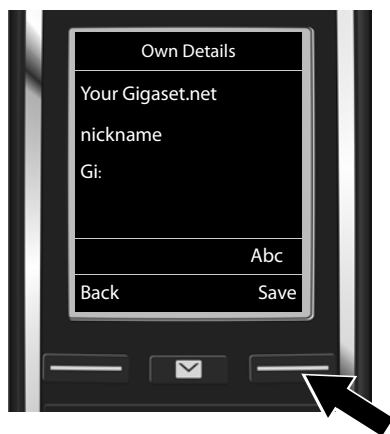 Own Details
Your Gigaset.net
nickname
Gi:
Abc
Back Save